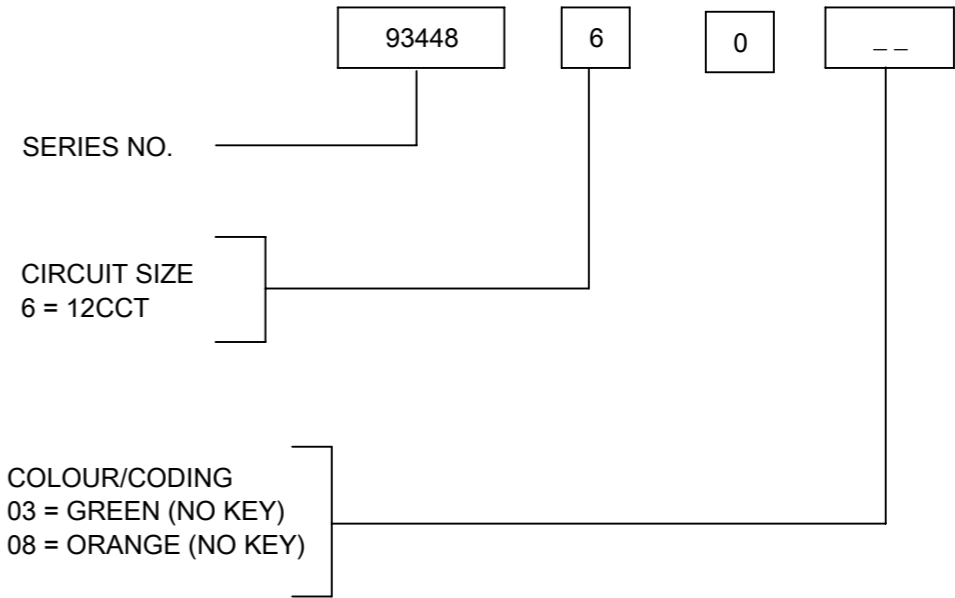 93448 6 0 _ _
SERIES NO.
CIRCUIT SIZE
6 = 12CCT
COLOUR/CODING
03 = GREEN (NO KEY)
08 = ORANGE (NO KEY)